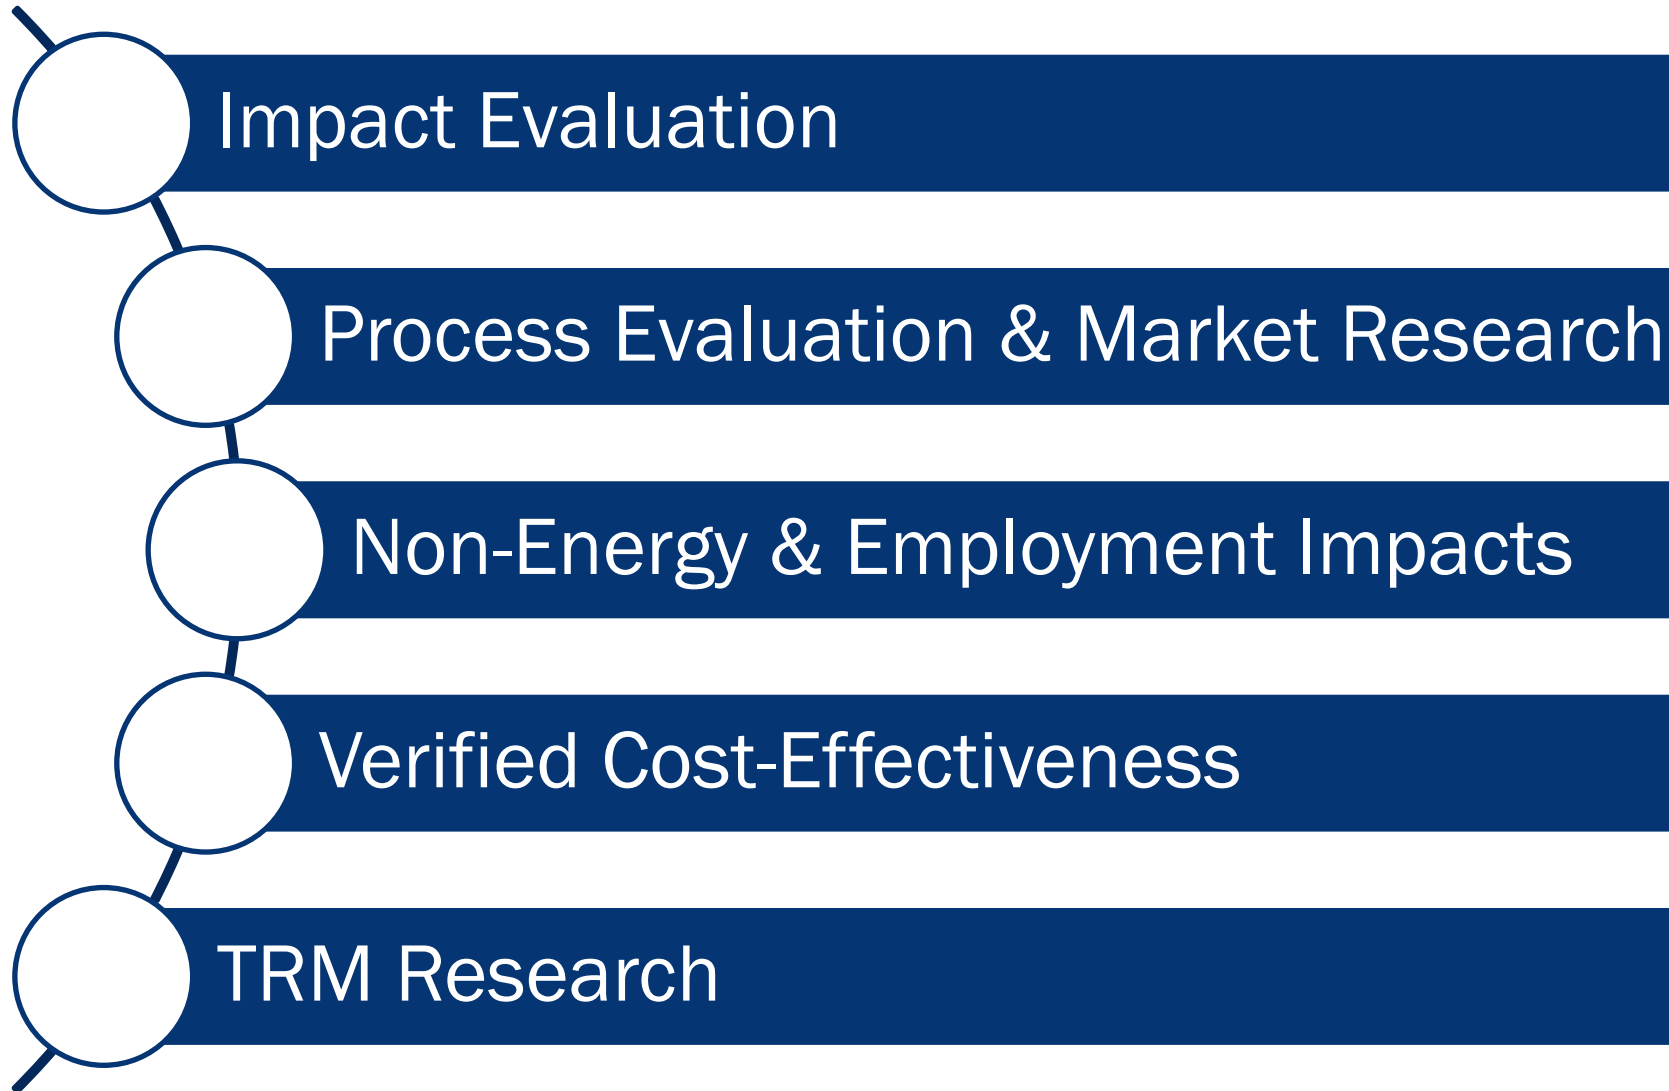 Impact Evaluation
Process Evaluation & Market Research
Non-Energy & Employment Impacts
Verified Cost-Effectiveness
TRM Research